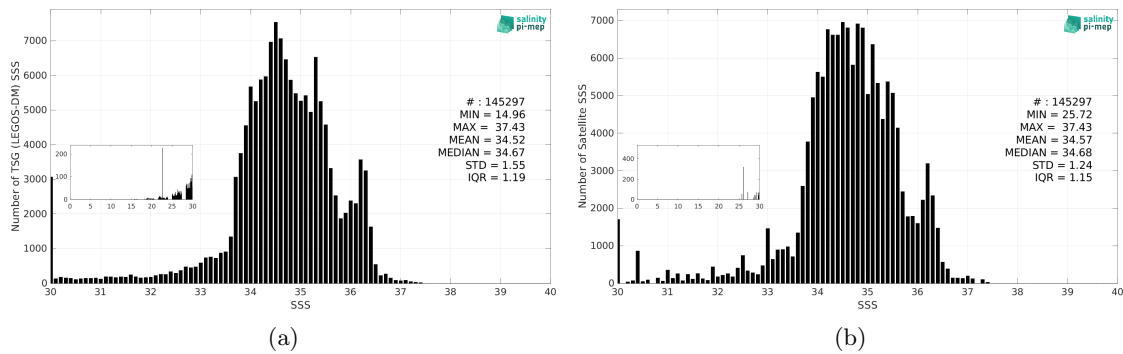 salinity
pi-mep
Number of TSG (LEGOS-DM) SSS
7000
6000
5000
4000
3000
2000
1000
0
# : 145297
MIN = 14.96
MAX = 37.43
MEAN = 34.52
MEDIAN = 34.67
STD = 1.55
IQR = 1.19
200
100
0
0 5 10 15 20 25 30
30 31 32 33 34 35 36 37 38 39 40
SSS
(a)
salinity
pi-mep
Number of Satellite SSS
7000
6000
5000
4000
3000
2000
1000
0
# : 145297
MIN = 25.72
MAX = 37.43
MEAN = 34.57
MEDIAN = 34.68
STD = 1.24
IQR = 1.15
400
200
0
0 5 10 15 20 25 30
30 31 32 33 34 35 36 37 38 39 40
SSS
(b)